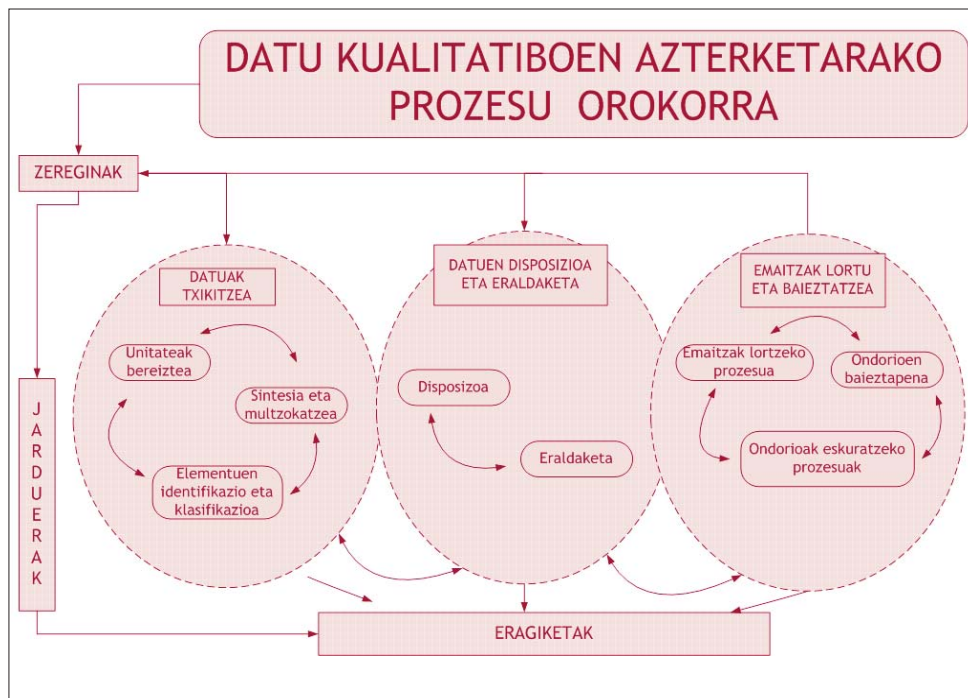 DATU KUALITATIBOEN AZTERKETARAKO
PROZESU OROKORRA
ZEREGINAK
DATUAK
TXIKITZEA
Unitateak
bereiztea
Sintesia eta
multzokatzea
Elementuen
identifikazio eta
klasifikazioa
DATUEN DISPOSIZIOA
ETA ERALDAKETA
Disposizoa
Eraldaketa
EMAITZAK LORTU
ETA BAIEZTATZEA
Emaitzak lortzeko
prozesua
Ondorioen
baieztapena
Ondorioak eskuratzeko
prozesuak
JARDUERAK
ERAGIKETAK